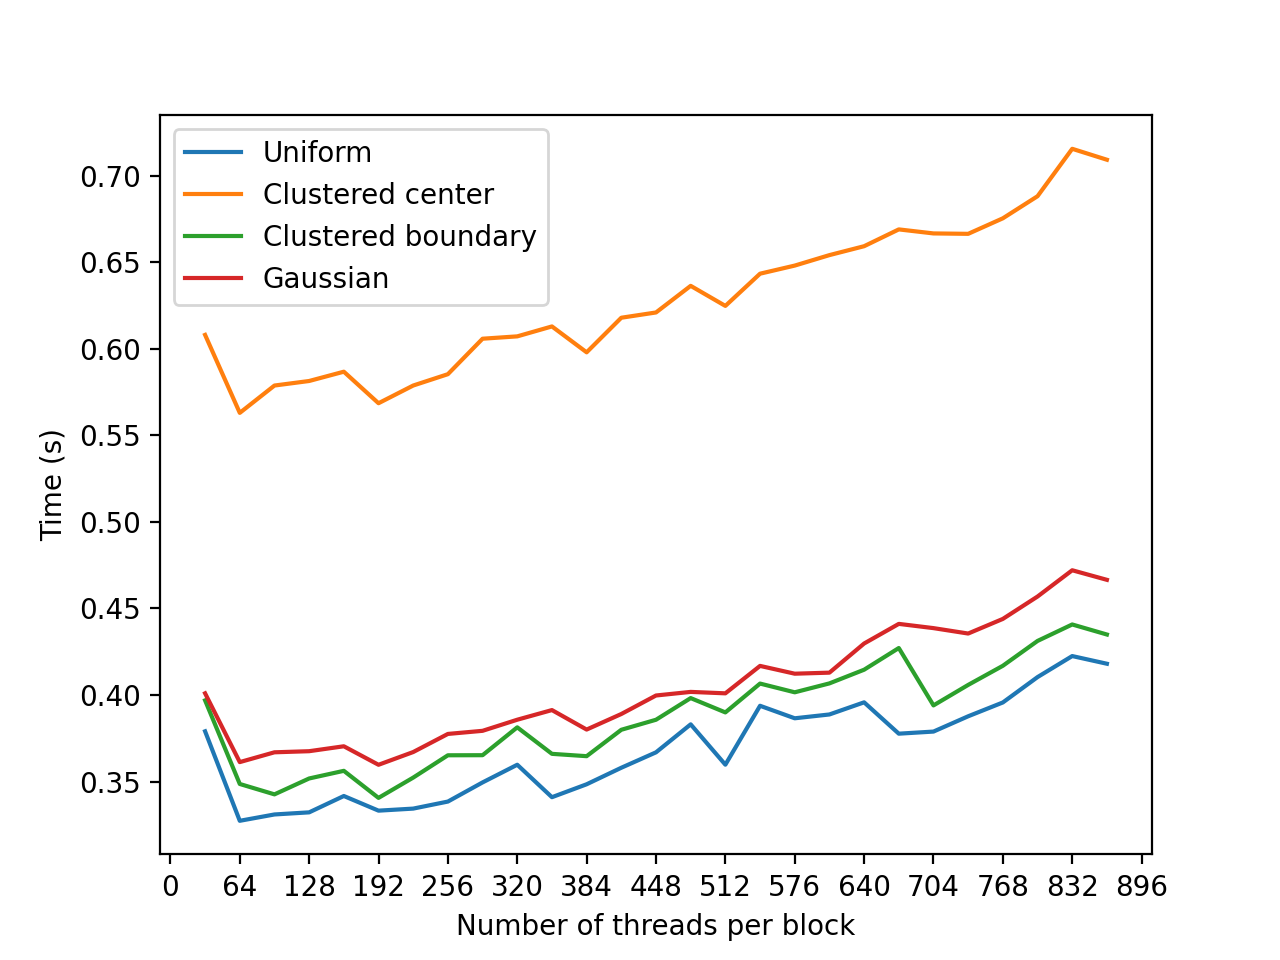 Uniform
Clustered center
Clustered boundary
Gaussian
0.70
0.65
0.60
0.55
0.50
0.45
0.40
0.35
Time (s)
0 64 128 192 256 320 384 448 512 576 640 704 768 832 896
Number of threads per block